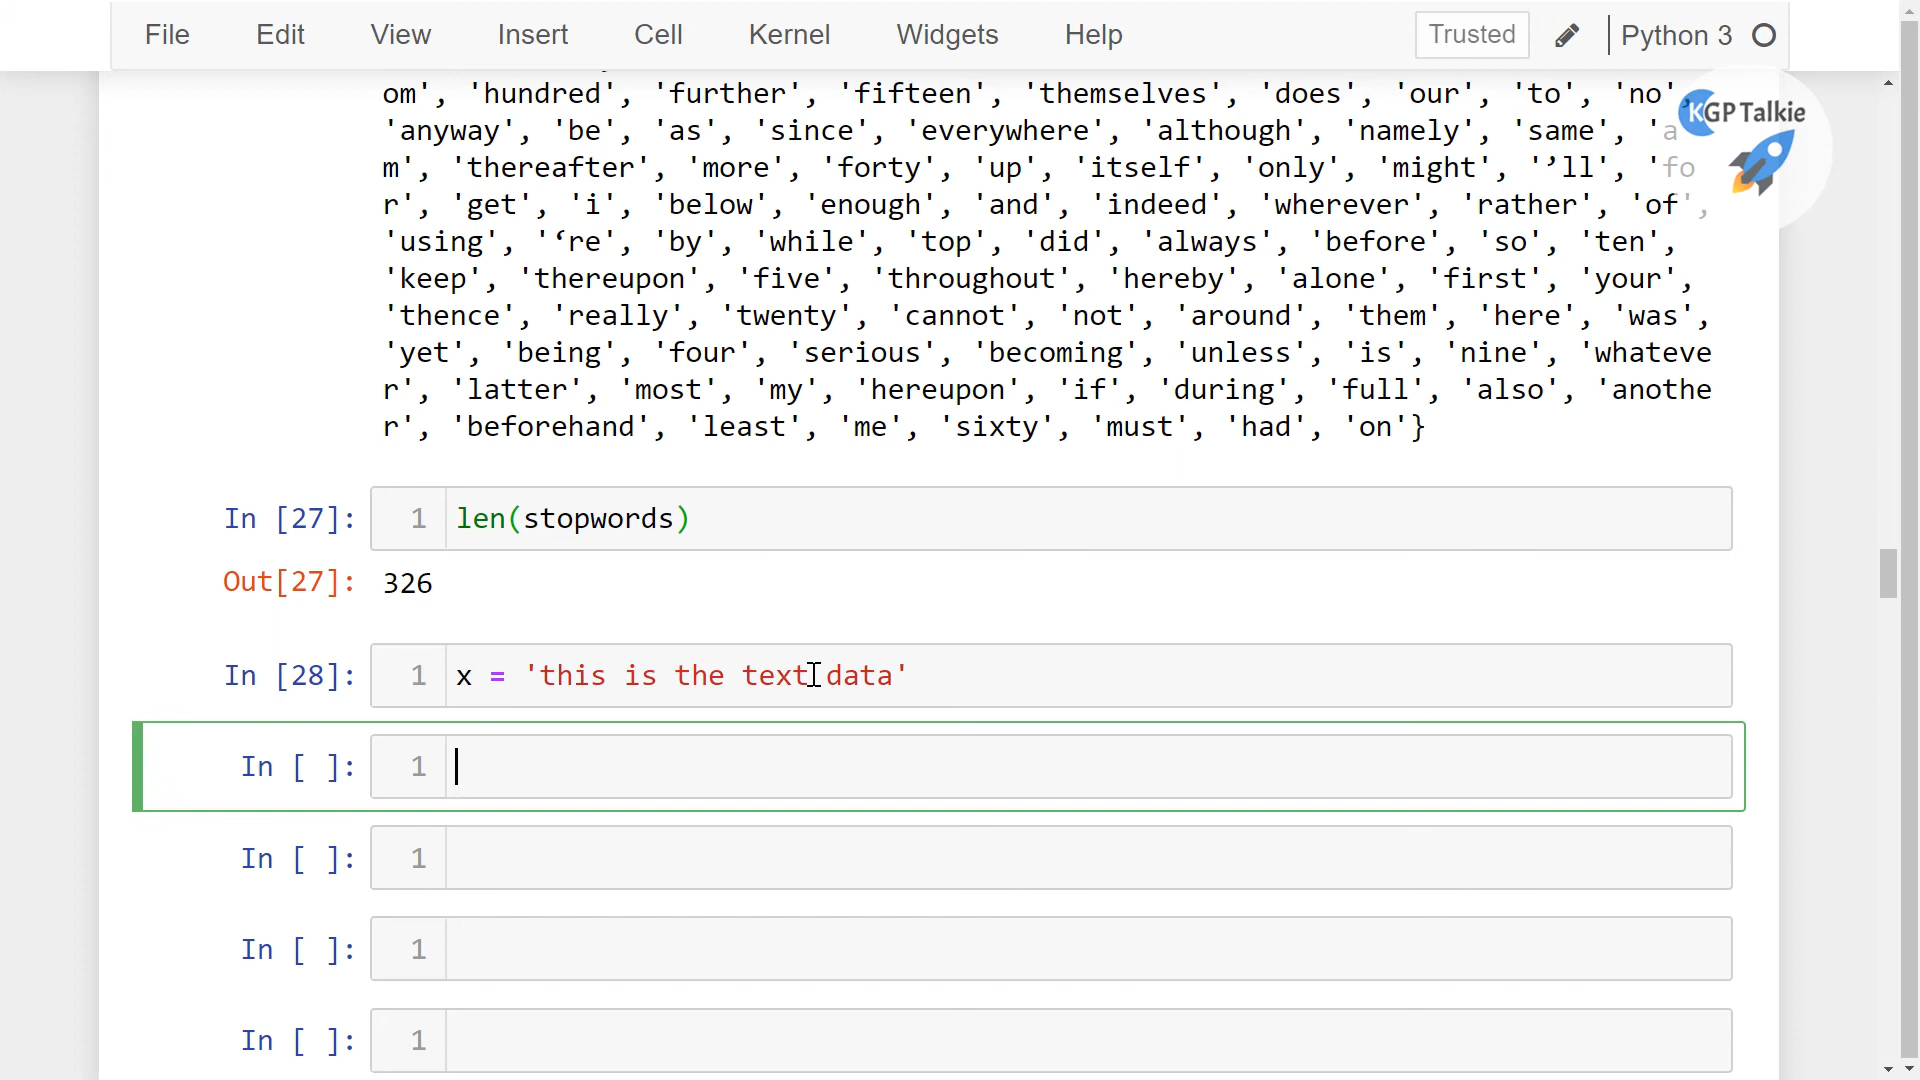 File Edit View Insert Cell Kernel Widgets Help Trusted Python 3
KGPTalkie
om', 'hundred', 'further', 'fifteen', 'themselves', 'does', 'our', 'to', 'no',
'anyway', 'be', 'as', 'since', 'everywhere', 'although', 'namely', 'same', 'a
m', 'thereafter', 'more', 'forty', 'up', 'itself', 'only', 'might', '’ll', 'fo
r', 'get', 'i', 'below', 'enough', 'and', 'indeed', 'wherever', 'rather', 'of',
'using', '‘re', 'by', 'while', 'top', 'did', 'always', 'before', 'so', 'ten',
'keep', 'thereupon', 'five', 'throughout', 'hereby', 'alone', 'first', 'your',
'thence', 'really', 'twenty', 'cannot', 'not', 'around', 'them', 'here', 'was',
'yet', 'being', 'four', 'serious', 'becoming', 'unless', 'is', 'nine', 'whateve
r', 'latter', 'most', 'my', 'hereupon', 'if', 'during', 'full', 'also', 'anothe
r', 'beforehand', 'least', 'me', 'sixty', 'must', 'had', 'on'}
In [27]: 1 len(stopwords)
Out[27]: 326
In [28]: 1 x = 'this is the text data'
In [ ]: 1
In [ ]: 1
In [ ]: 1
In [ ]: 1